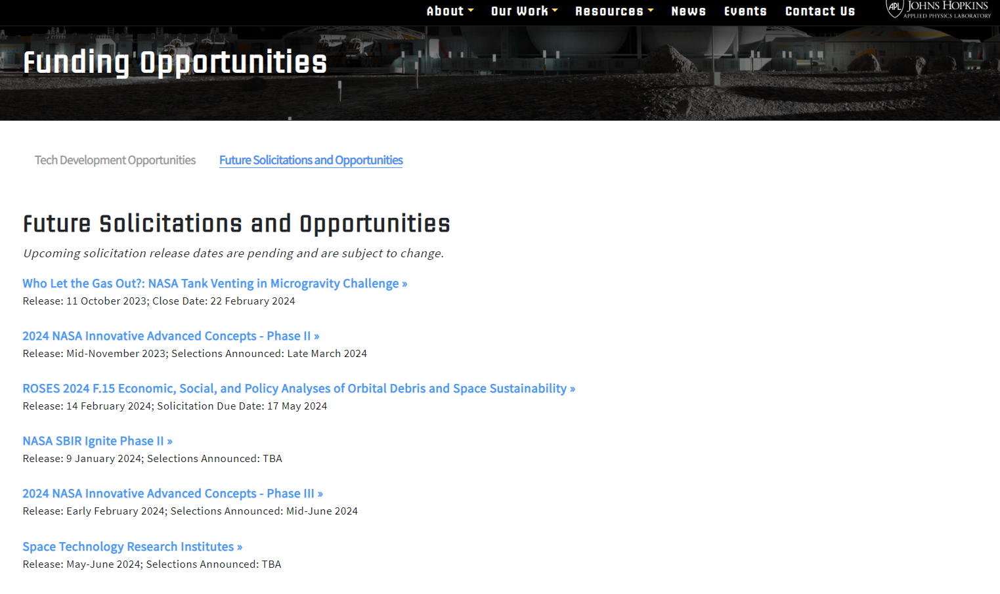 About Our Work Resources News Events Contact Us
APL JOHNS HOPKINS
APPLIED PHYSICS LABORATORY
Funding Opportunities
Tech Development Opportunities Future Solicitations and Opportunities
Future Solicitations and Opportunities
Upcoming solicitation release dates are pending and are subject to change.
Who Let the Gas Out?: NASA Tank Venting in Microgravity Challenge »
Release: 11 October 2023; Close Date: 22 February 2024
2024 NASA Innovative Advanced Concepts - Phase II »
Release: Mid-November 2023; Selections Announced: Late March 2024
ROSES 2024 F.15 Economic, Social, and Policy Analyses of Orbital Debris and Space Sustainability »
Release: 14 February 2024; Solicitation Due Date: 17 May 2024
NASA SBIR Ignite Phase II »
Release: 9 January 2024; Selections Announced: TBA
2024 NASA Innovative Advanced Concepts - Phase III »
Release: Early February 2024; Selections Announced: Mid-June 2024
Space Technology Research Institutes »
Release: May-June 2024; Selections Announced: TBA